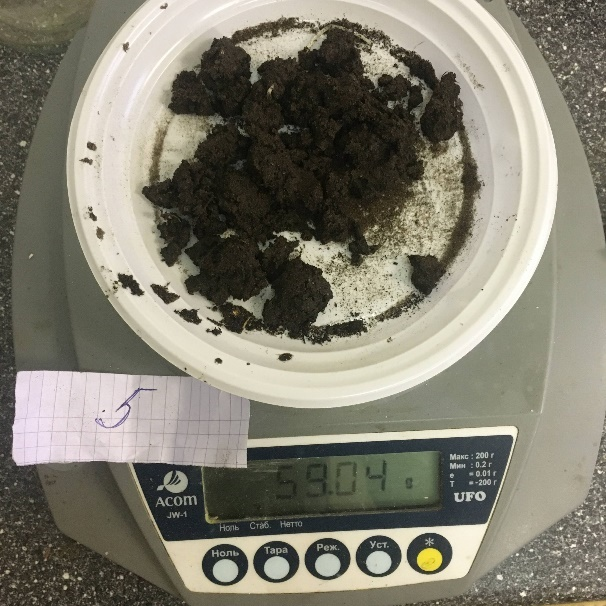 5
59.04 g
Макс : 200 г
Мин : 0.2 г
e = 0.01 г
T = -200 г
UFO
ACOM
JW-1
Ноль Стаб. Нетто
Ноль Тара Реж. Уст. *